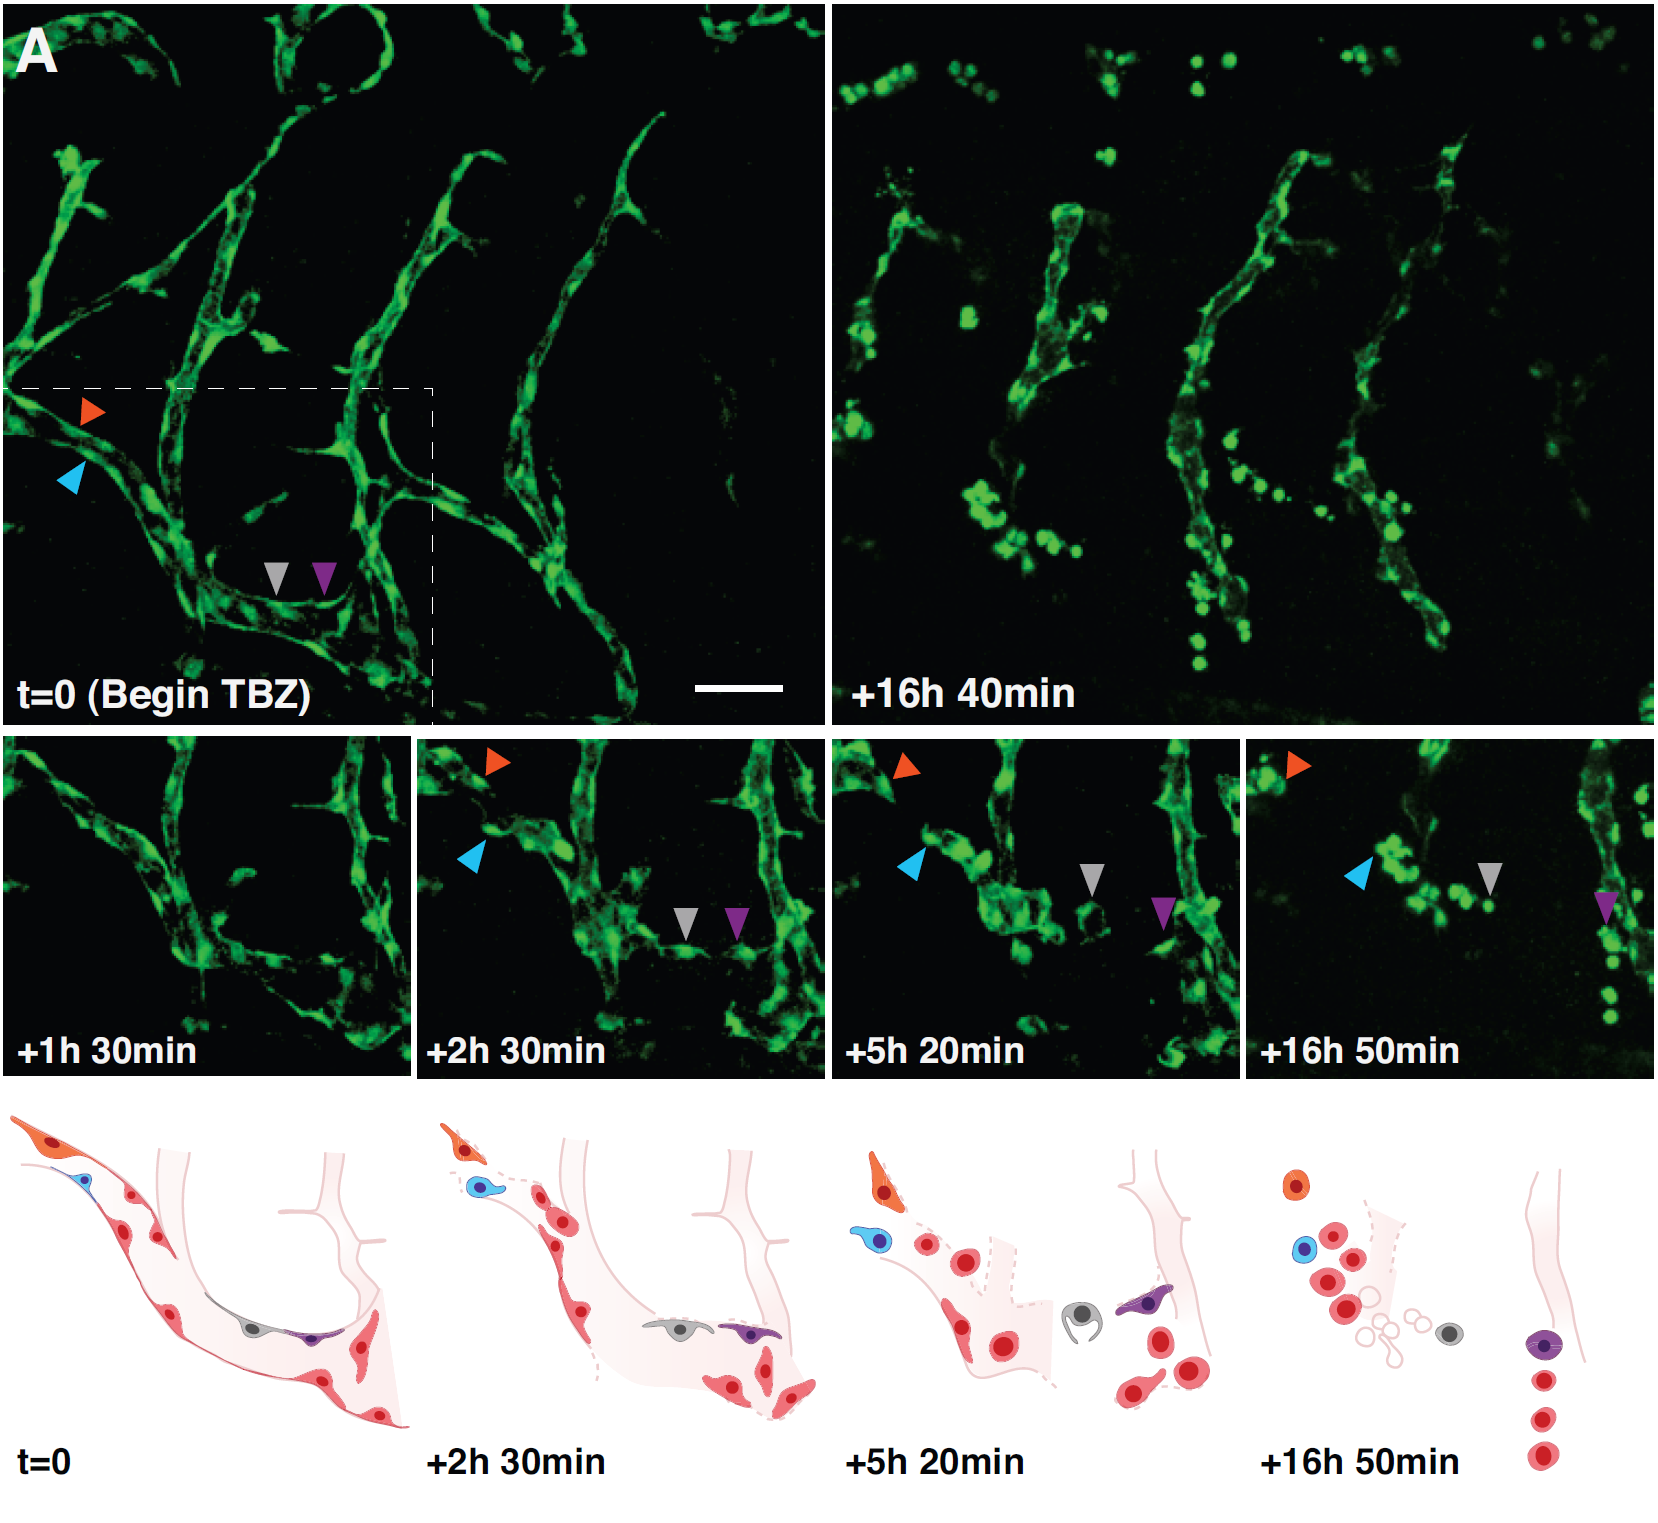 A
t=0 (Begin TBZ)
+16h 40min
+1h 30min
+2h 30min
+5h 20min
+16h 50min
t=0
+2h 30min
+5h 20min
+16h 50min